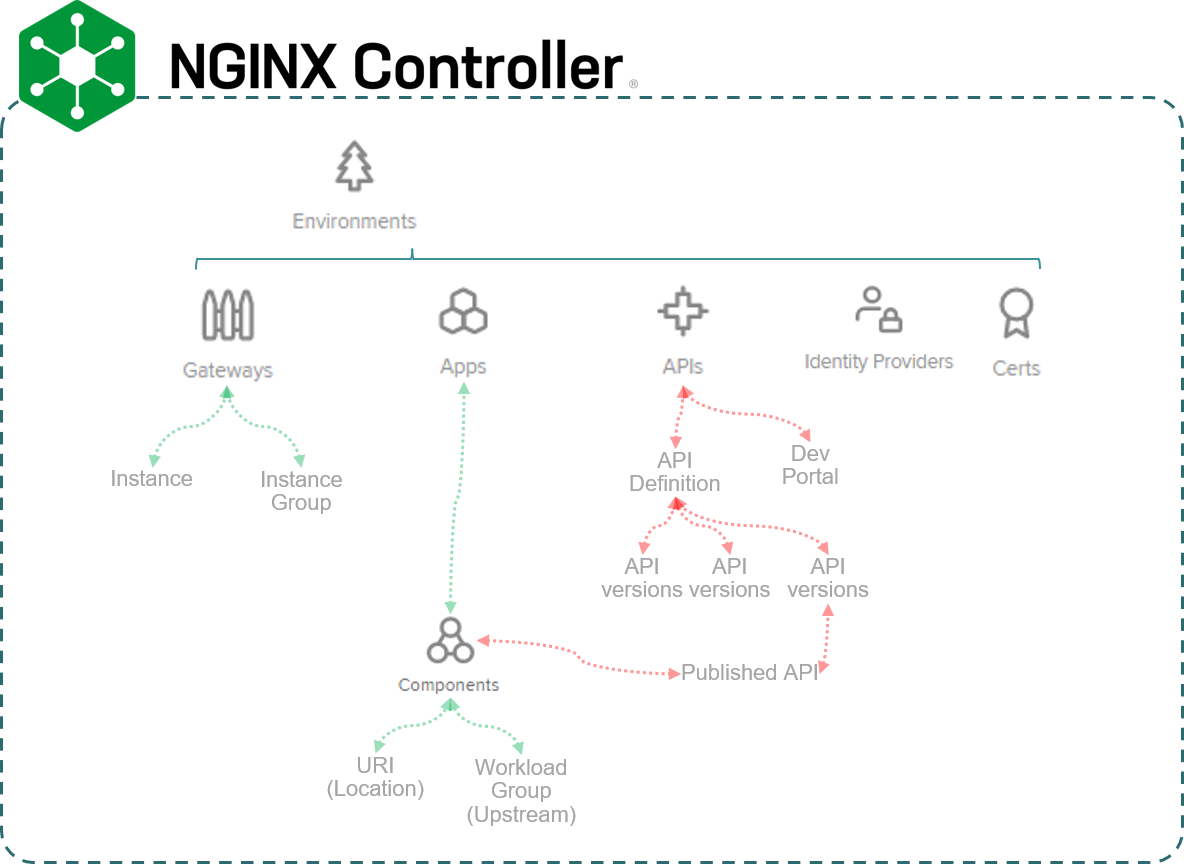 NGINX Controller®
Environments
Gateways
Apps
APIs
Identity Providers
Certs
Instance
Instance
Group
API
Definition
Dev
Portal
API
versions
API
versions
API
versions
Published API
Components
URI
(Location)
Workload
Group
(Upstream)